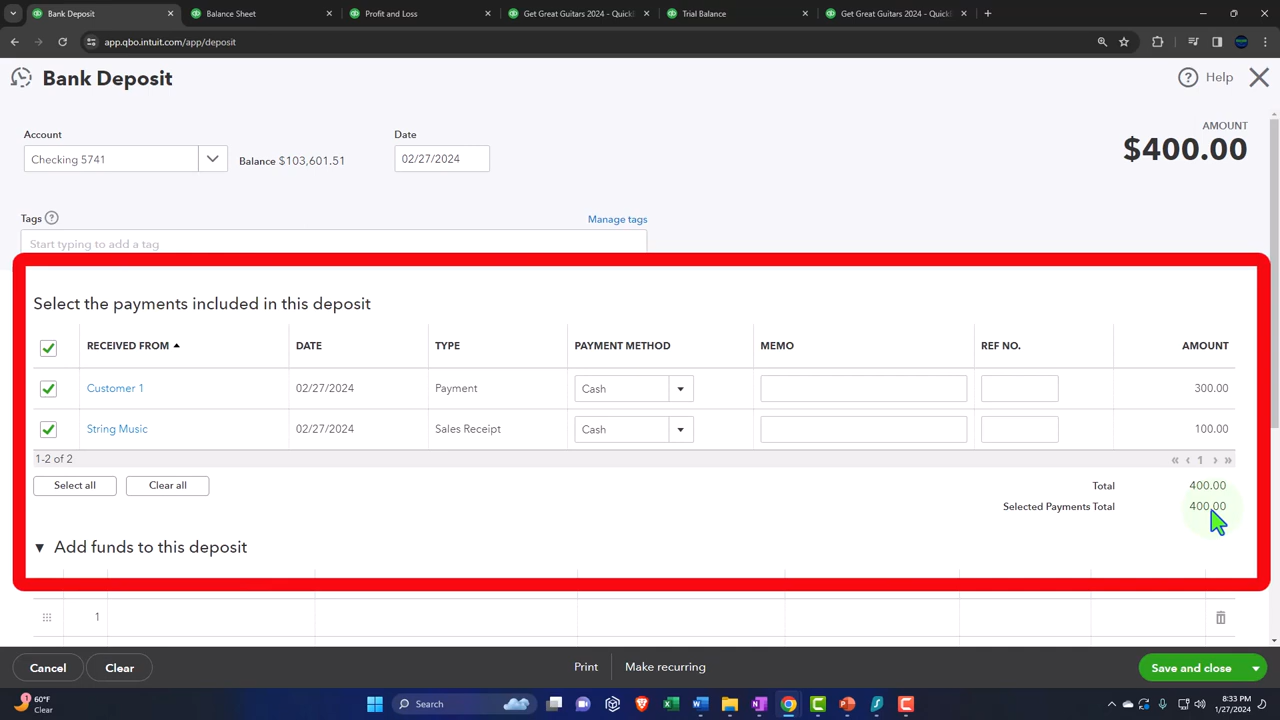 Bank Deposit
Balance Sheet
Profit and Loss
Get Great Guitars 2024 - Quick
Trial Balance
Get Great Guitars 2024 - Quick
app.qbo.intuit.com/app/deposit
Bank Deposit
Help
Account
Date
AMOUNT
Checking 5741
Balance $103,601.51
02/27/2024
$400.00
Tags
Manage tags
Start typing to add a tag
Select the payments included in this deposit
RECEIVED FROM DATE TYPE PAYMENT METHOD MEMO REF NO. AMOUNT
Customer 1 02/27/2024 Payment Cash 300.00
String Music 02/27/2024 Sales Receipt Cash 100.00
1-2 of 2
« ‹ 1 › »
Select all Clear all
Total 400.00
Selected Payments Total 400.00
Add funds to this deposit
1
Cancel Clear Print Make recurring Save and close
60°F
Clear
Search
8:33 PM
1/27/2024